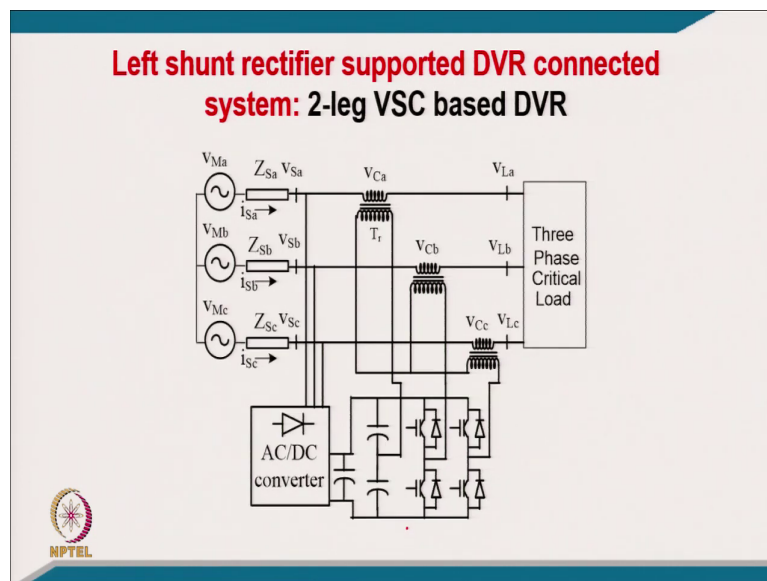 Left shunt rectifier supported DVR connected
system: 2-leg VSC based DVR
vMa ZSa vSa vCa vLa
iSa
Tr
vMb ZSb vSb vCb vLb
iSb
Three
Phase
Critical
Load
vMc ZSc vSc vCc vLc
iSc
AC/DC
converter
NPTEL